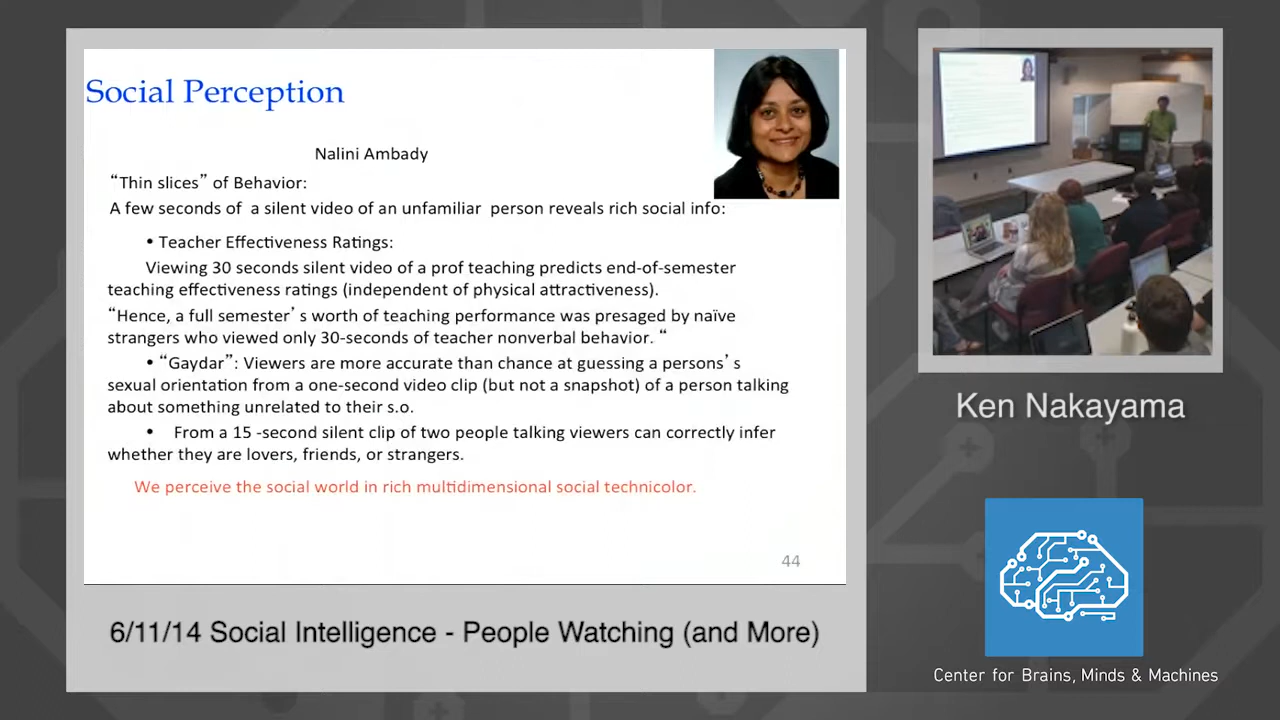 Social Perception
Nalini Ambady
“Thin slices” of Behavior:
A few seconds of a silent video of an unfamiliar person reveals rich social info:
• Teacher Effectiveness Ratings:
Viewing 30 seconds silent video of a prof teaching predicts end-of-semester
teaching effectiveness ratings (independent of physical attractiveness).
“Hence, a full semester’s worth of teaching performance was presaged by naïve
strangers who viewed only 30-seconds of teacher nonverbal behavior. “
• “Gaydar”: Viewers are more accurate than chance at guessing a persons’s
sexual orientation from a one-second video clip (but not a snapshot) of a person talking
about something unrelated to their s.o.
• From a 15 -second silent clip of two people talking viewers can correctly infer
whether they are lovers, friends, or strangers.
We perceive the social world in rich multidimensional social technicolor.
44
6/11/14 Social Intelligence - People Watching (and More)
Ken Nakayama
Center for Brains, Minds & Machines